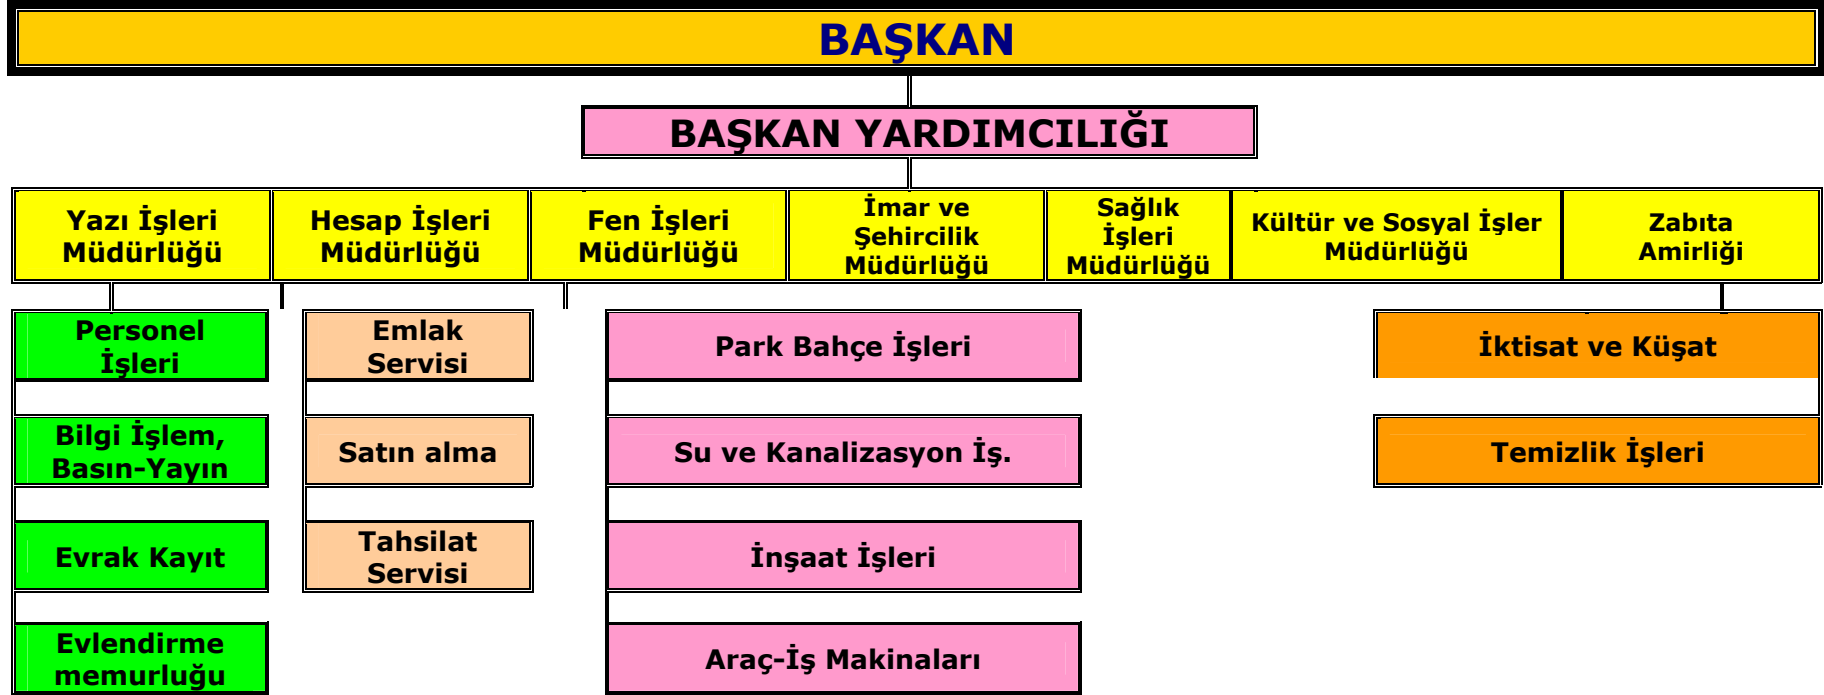 BAŞKAN
BAŞKAN YARDIMCILIĞI
Yazı İşleri
Müdürlüğü
Hesap İşleri
Müdürlüğü
Fen İşleri
Müdürlüğü
İmar ve
Şehircilik
Müdürlüğü
Sağlık
İşleri
Müdürlüğü
Kültür ve Sosyal İşler
Müdürlüğü
Zabıta
Amirliği
Personel
İşleri
Emlak
Servisi
Park Bahçe İşleri
İktisat ve Küşat
Bilgi İşlem,
Basın-Yayın
Satın alma
Su ve Kanalizasyon İş.
Temizlik İşleri
Evrak Kayıt
Tahsilat
Servisi
İnşaat İşleri
Evlendirme
memurluğu
Araç-İş Makinaları